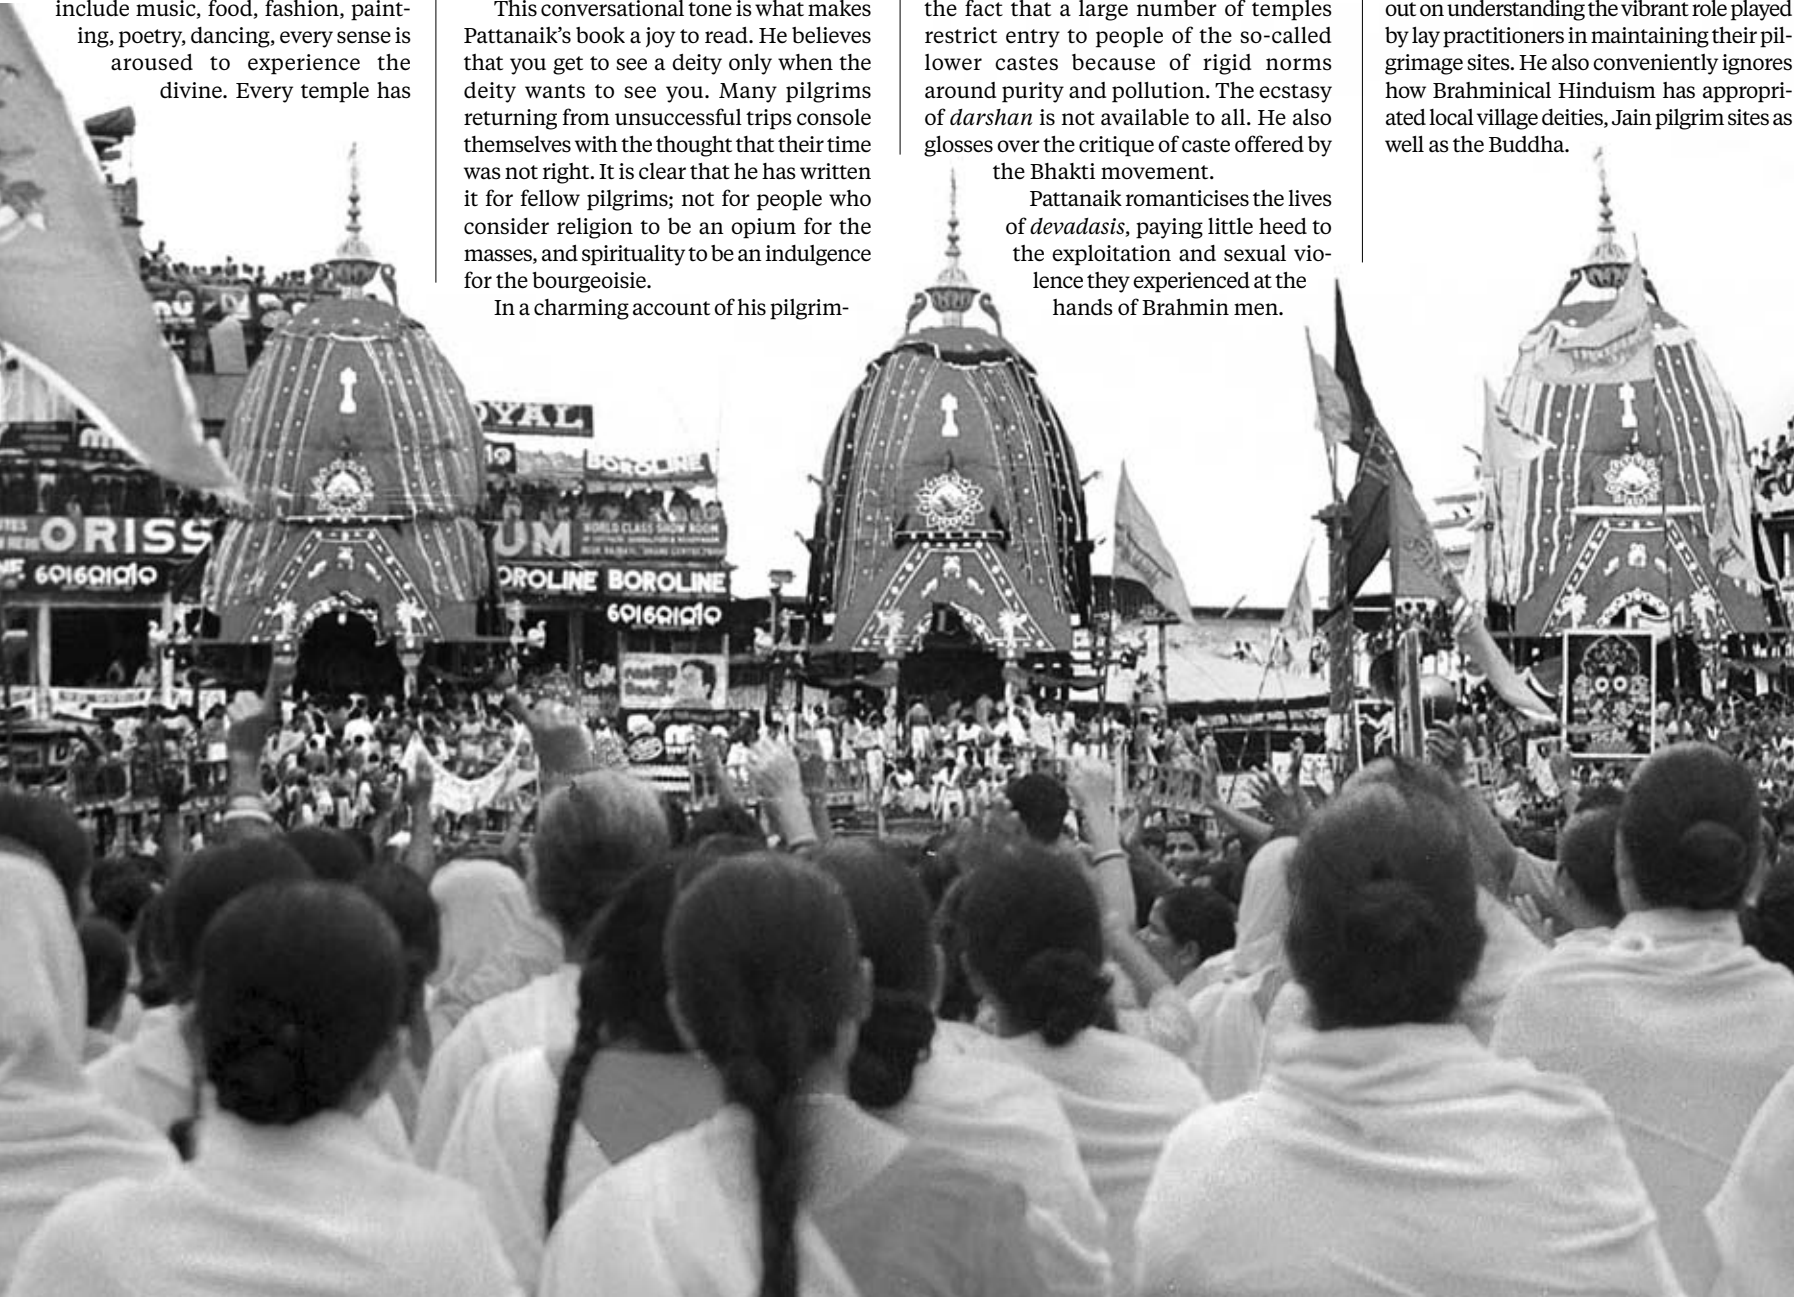 include music, food, fashion, paint-
ing, poetry, dancing, every sense is
aroused to experience the
divine. Every temple has
This conversational tone is what makes
Pattanaik’s book a joy to read. He believes
that you get to see a deity only when the
deity wants to see you. Many pilgrims
returning from unsuccessful trips console
themselves with the thought that their time
was not right. It is clear that he has written
it for fellow pilgrims; not for people who
consider religion to be an opium for the
masses, and spirituality to be an indulgence
for the bourgeoisie.
In a charming account of his pilgrim-
the fact that a large number of temples
restrict entry to people of the so-called
lower castes because of rigid norms
around purity and pollution. The ecstasy
of darshan is not available to all. He also
glosses over the critique of caste offered by
the Bhakti movement.
Pattanaik romanticises the lives
of devadasis, paying little heed to
the exploitation and sexual vio-
lence they experienced at the
hands of Brahmin men.
out on understanding the vibrant role played
by lay practitioners in maintaining their pil-
grimage sites. He also conveniently ignores
how Brahminical Hinduism has appropri-
ated local village deities, Jain pilgrim sites as
well as the Buddha.
OYAL
BOROLINE
ORISS
UM
WORLD CLASS SHOW ROOM
OROLINE BOROLINE